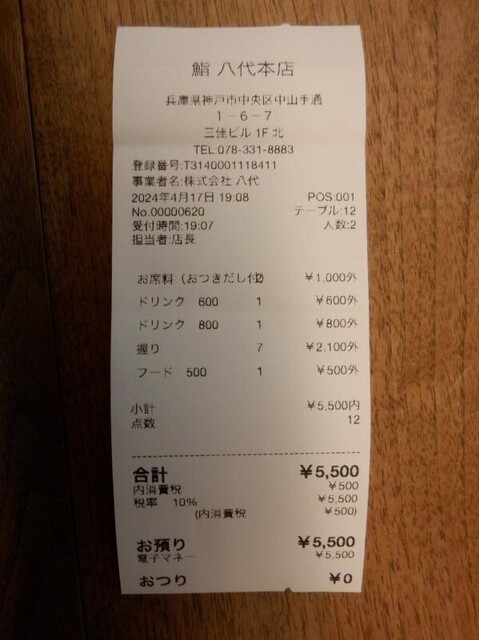 鮨 八代本店
兵庫県神戸市中央区中山手通
1-6-7
三佳ビル 1F 北
TEL:078-331-8883
登録番号:T3140001118411
事業者名:株式会社 八代
2024年4月17日 19:08 POS:001
No.00000620 テーブル:12
受付時間:19:07 人数:2
担当者:店長
お席料（おつきだし付 2 ¥1,000外
ドリンク 600 1 ¥600外
ドリンク 800 1 ¥800外
握り 7 ¥2,100外
フード 500 1 ¥500外
小計 ¥5,500内
点数 12
合計 ¥5,500
内消費税 ¥500
税率 10% ¥5,500
(内消費税 ¥500)
お預り ¥5,500
電子マネー ¥5,500
おつり ¥0